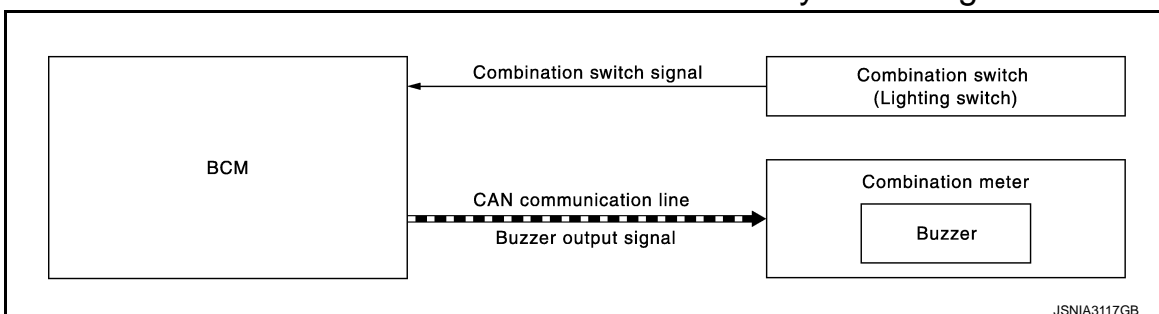 Combination switch signal
Combination switch
(Lighting switch)
BCM
CAN communication line
Buzzer output signal
Combination meter
Buzzer
JSNIA3117GB